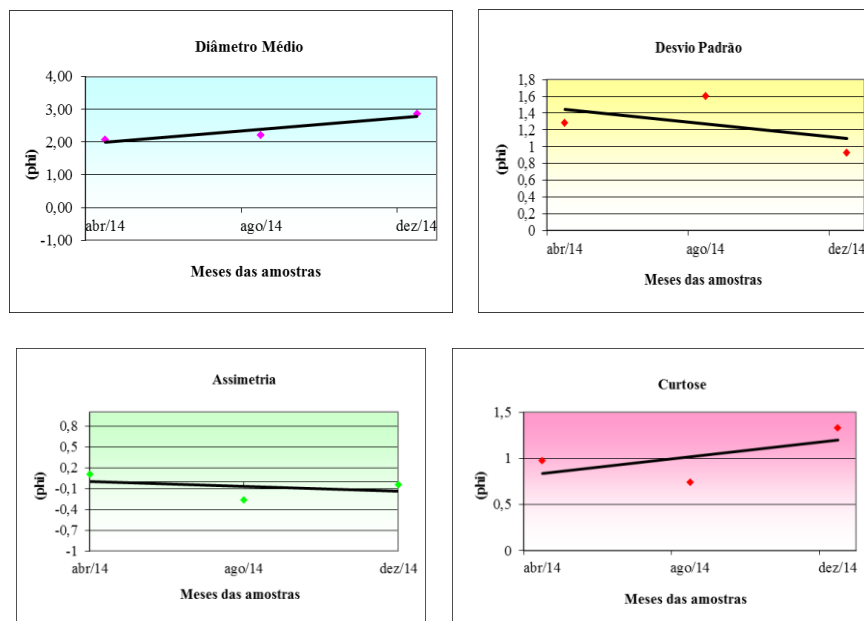 Diâmetro Médio
4,00
3,00
2,00
1,00
0,00
-1,00
(phi)
abr/14
ago/14
dez/14
Meses das amostras
Desvio Padrão
1,8
1,6
1,4
1,2
1
0,8
0,6
0,4
0,2
0
(phi)
abr/14
ago/14
dez/14
Meses das amostras
Assimetria
0,8
0,5
0,2
-0,1
-0,4
-0,7
-1
(phi)
abr/14
ago/14
dez/14
Meses das amostras
Curtose
1,5
1
0,5
0
(phi)
abr/14
ago/14
dez/14
Meses das amostras